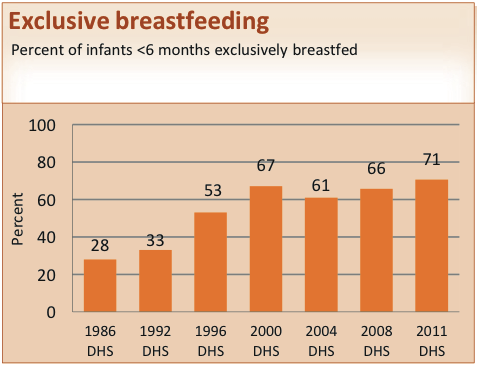 Exclusive breastfeeding
Percent of infants <6 months exclusively breastfed
100
80
60
40
20
0
Percent
28
33
53
67
61
66
71
1986 1992 1996 2000 2004 2008 2011
DHS DHS DHS DHS DHS DHS DHS